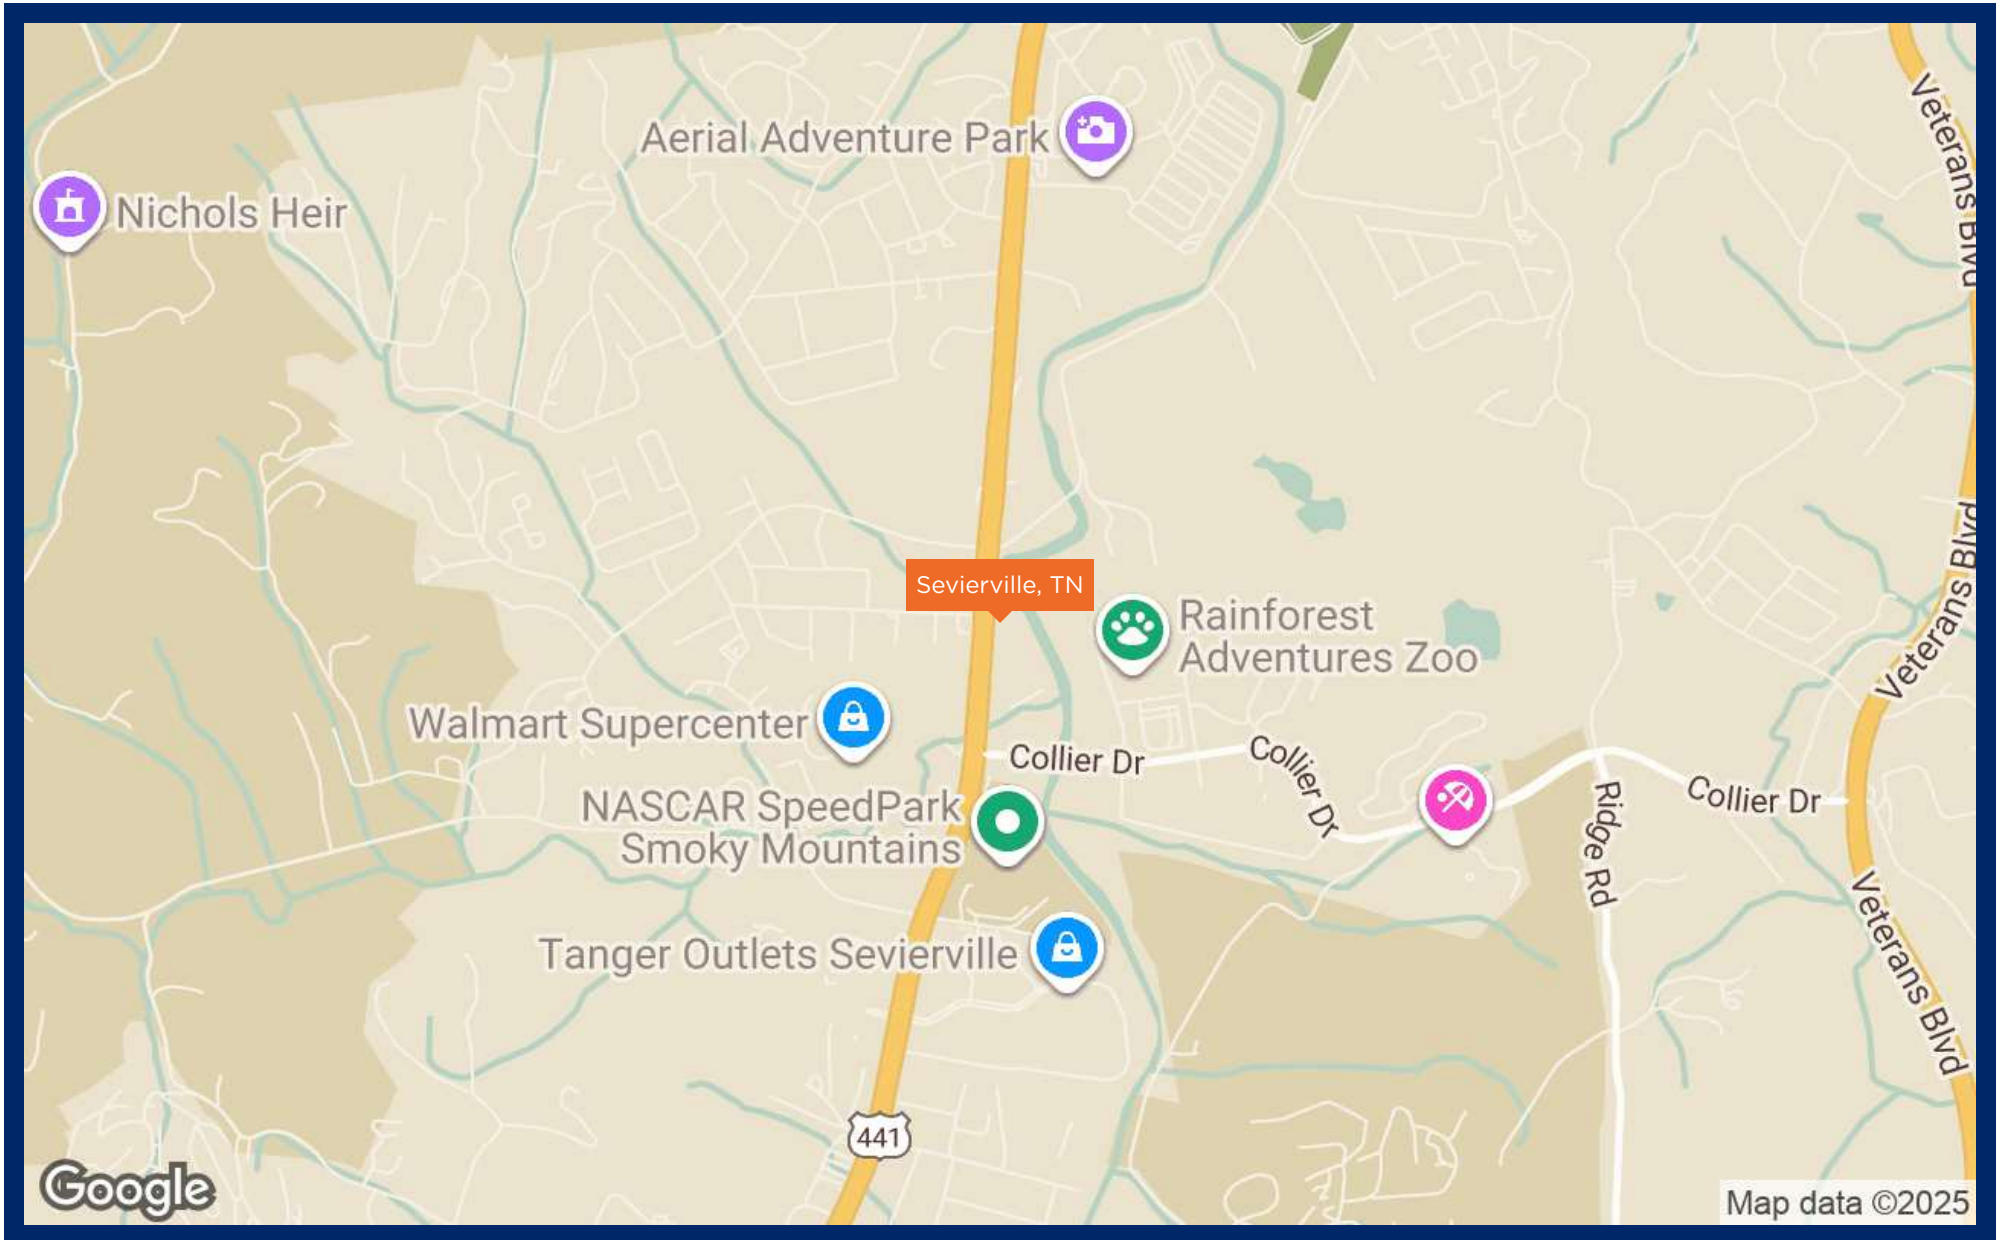 Veterans Blvd
Aerial Adventure Park
Nichols Heir
Sevierville, TN
Veterans Blvd
Rainforest
Adventures Zoo
Walmart Supercenter
Collier Dr
Collier Dr
Collier Dr
NASCAR SpeedPark
Smoky Mountains
Ridge Rd
Veterans Blvd
Tanger Outlets Sevierville
441
Google
Map data ©2025